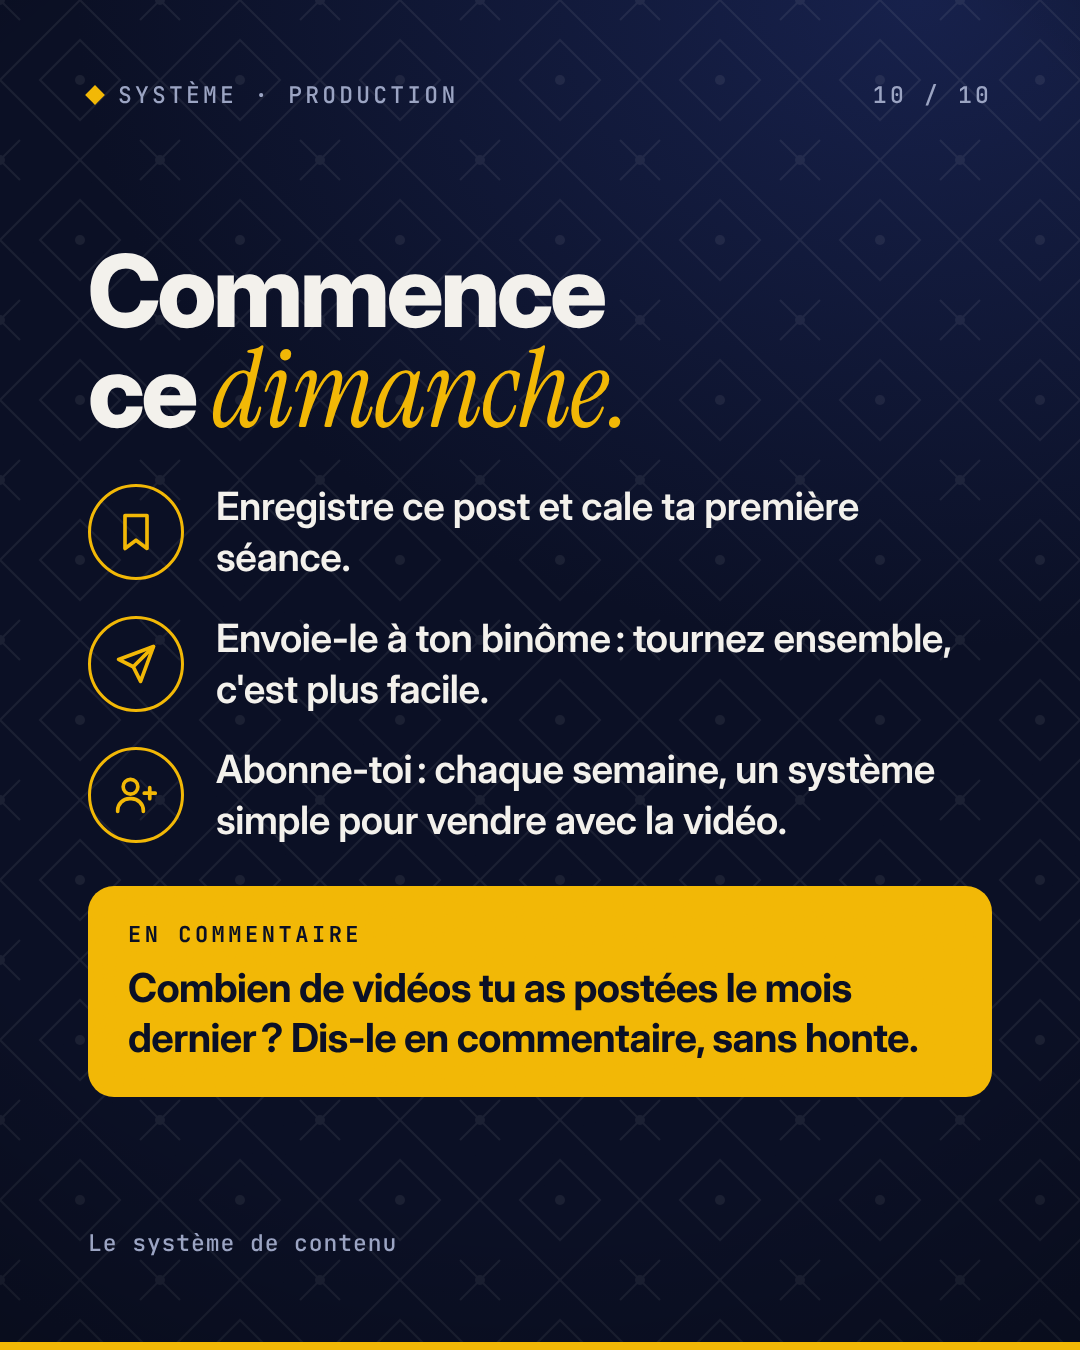 SYSTÈME · PRODUCTION
10 / 10
Commence
ce dimanche.
Enregistre ce post et cale ta première
séance.
Envoie-le à ton binôme : tournez ensemble,
c'est plus facile.
Abonne-toi : chaque semaine, un système
simple pour vendre avec la vidéo.
EN COMMENTAIRE
Combien de vidéos tu as postées le mois
dernier ? Dis-le en commentaire, sans honte.
Le système de contenu